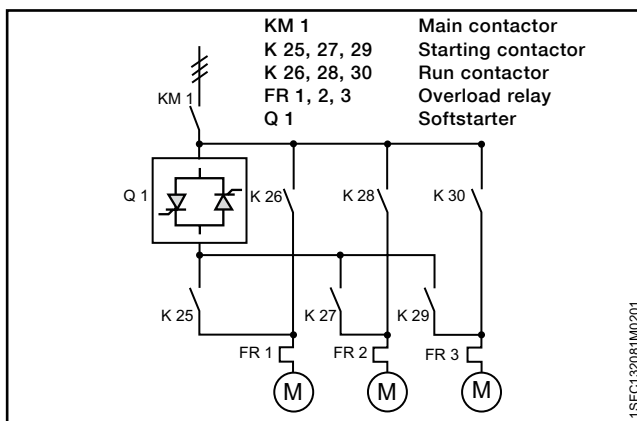 KM 1 Main contactor
K 25, 27, 29 Starting contactor
K 26, 28, 30 Run contactor
FR 1, 2, 3 Overload relay
Q 1 Softstarter
KM 1
Q 1
K 26
K 28
K 30
K 25
K 27
K 29
FR 1
FR 2
FR 3
M
M
M
1SFC132081M0201